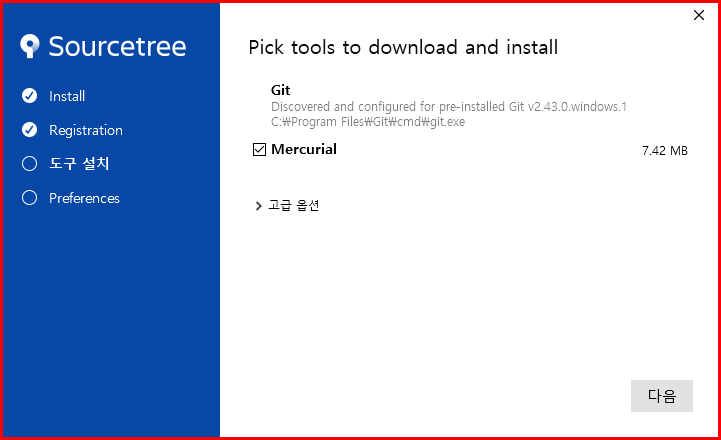 Sourcetree
Install
Registration
도구 설치
Preferences
Pick tools to download and install
Git
Discovered and configured for pre-installed Git v2.43.0.windows.1
C:₩Program Files₩Git₩cmd₩git.exe
Mercurial 7.42 MB
고급 옵션
다음